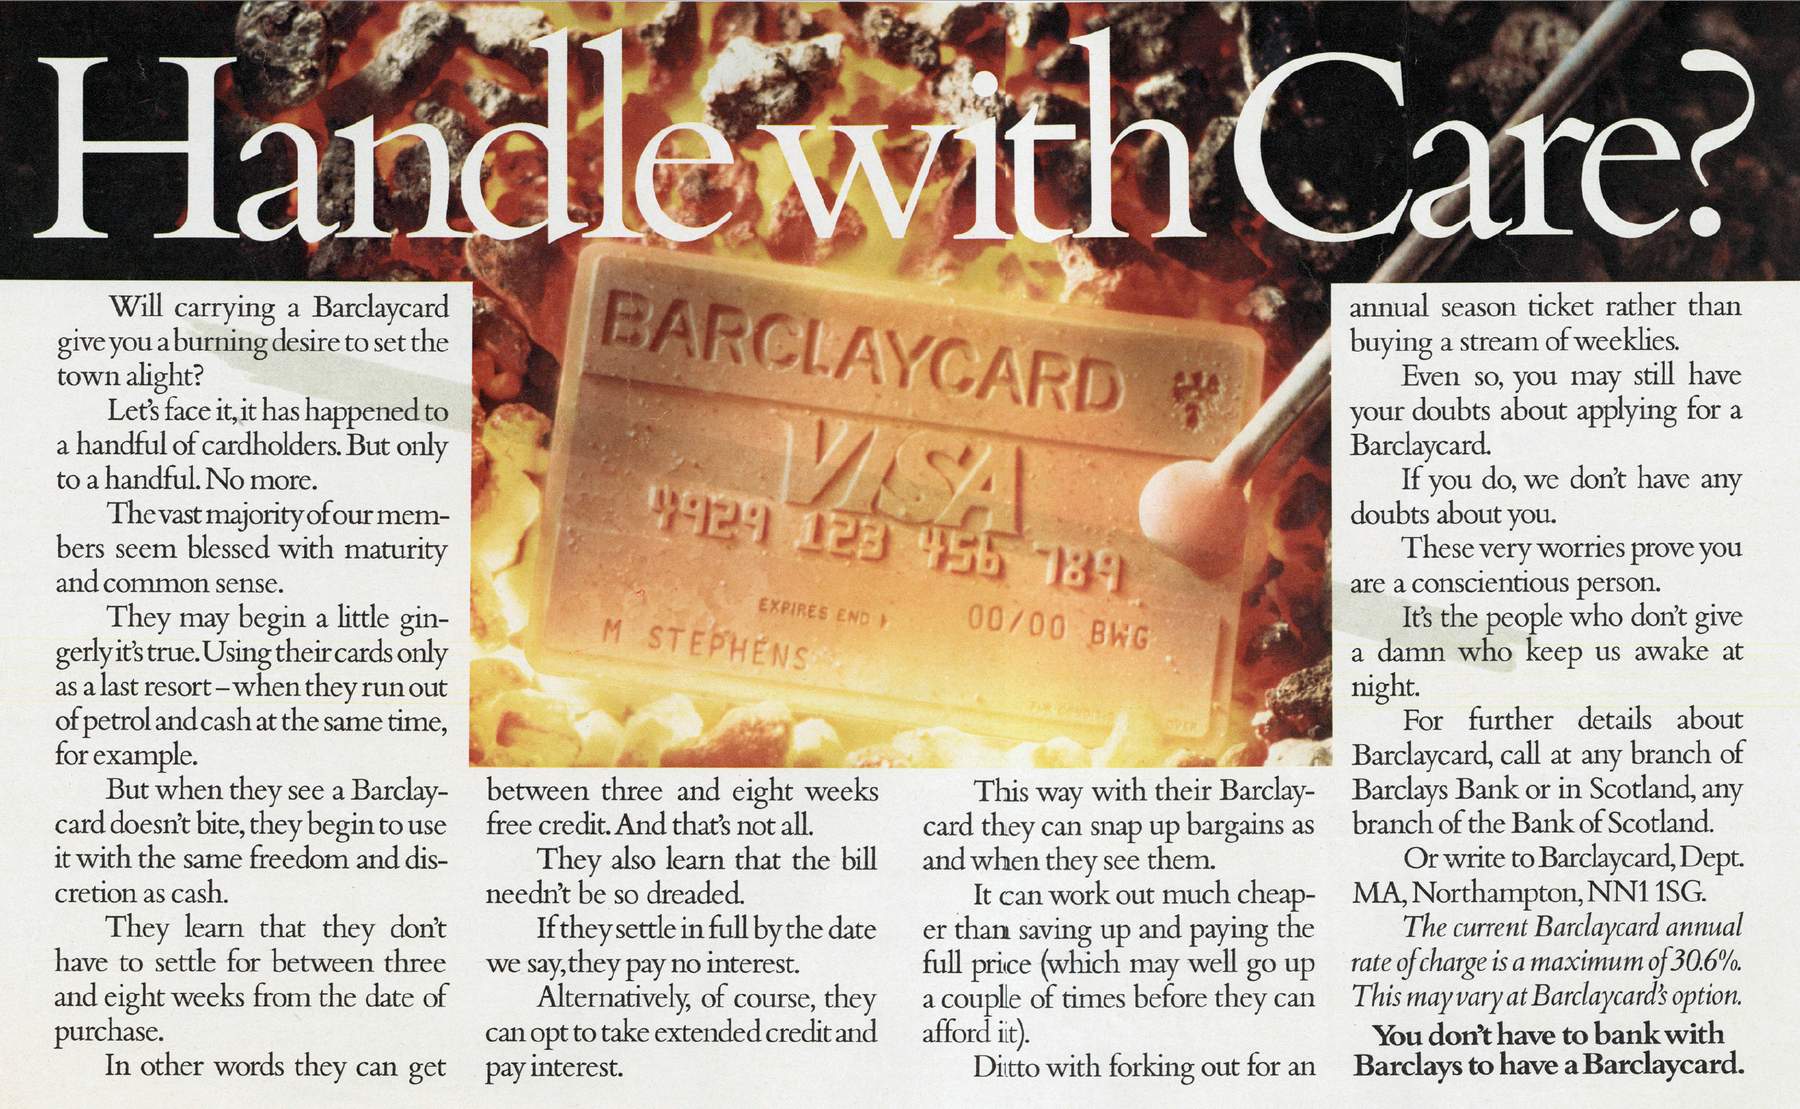 Handle with Care?
BARCLAYCARD
VISA
4929 123 456 789
EXPIRES END
00/00 BWG
M STEPHENS
OVER
Will carrying a Barclaycard
give you a burning desire to set the
town alight?
Let's face it, it has happened to
a handful of cardholders. But only
to a handful. No more.
The vast majority of our mem-
bers seem blessed with maturity
and common sense.
They may begin a little gin-
gerly it's true. Using their cards only
as a last resort – when they run out
of petrol and cash at the same time,
for example.
But when they see a Barclay-
card doesn't bite, they begin to use
it with the same freedom and dis-
cretion as cash.
They learn that they don't
have to settle for between three
and eight weeks from the date of
purchase.
In other words they can get
between three and eight weeks
free credit. And that's not all.
They also learn that the bill
needn't be so dreaded.
If they settle in full by the date
we say, they pay no interest.
Alternatively, of course, they
can opt to take extended credit and
pay interest.
This way with their Barclay-
card they can snap up bargains as
and when they see them.
It can work out much cheap-
er than saving up and paying the
full price (which may well go up
a couple of times before they can
afford it).
Ditto with forking out for an
annual season ticket rather than
buying a stream of weeklies.
Even so, you may still have
your doubts about applying for a
Barclaycard.
If you do, we don't have any
doubts about you.
These very worries prove you
are a conscientious person.
It's the people who don't give
a damn who keep us awake at
night.
For further details about
Barclaycard, call at any branch of
Barclays Bank or in Scotland, any
branch of the Bank of Scotland.
Or write to Barclaycard, Dept.
MA, Northampton, NN1 1SG.
The current Barclaycard annual
rate of charge is a maximum of 30.6%.
This may vary at Barclaycard's option.
You don't have to bank with
Barclays to have a Barclaycard.